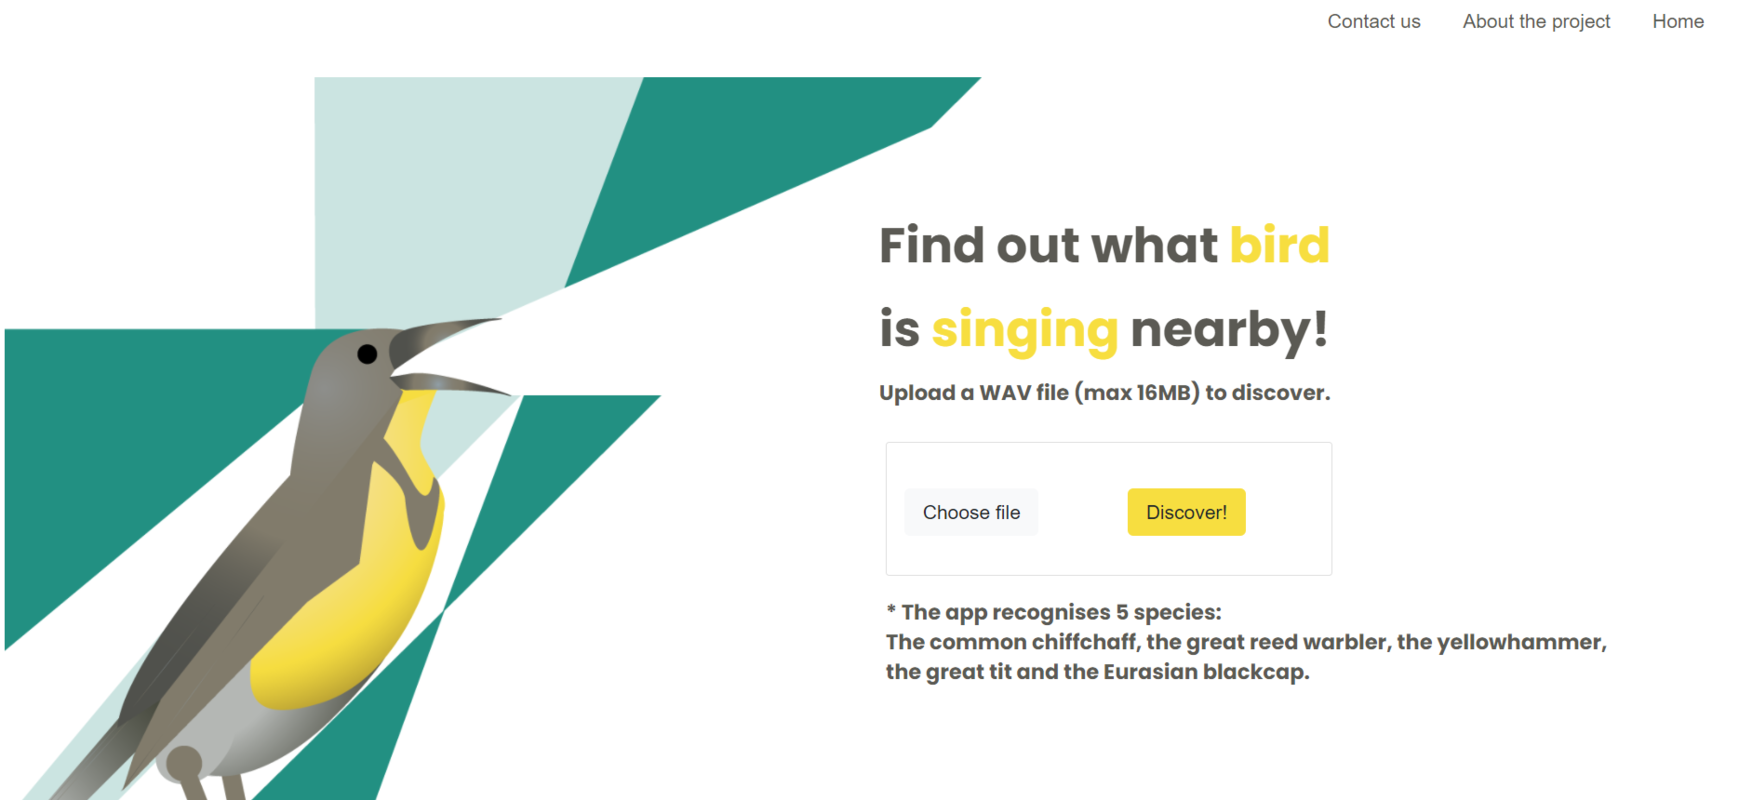 Contact us
About the project
Home
Find out what bird
is singing nearby!
Upload a WAV file (max 16MB) to discover.
Choose file
Discover!
* The app recognises 5 species:
The common chiffchaff, the great reed warbler, the yellowhammer,
the great tit and the Eurasian blackcap.